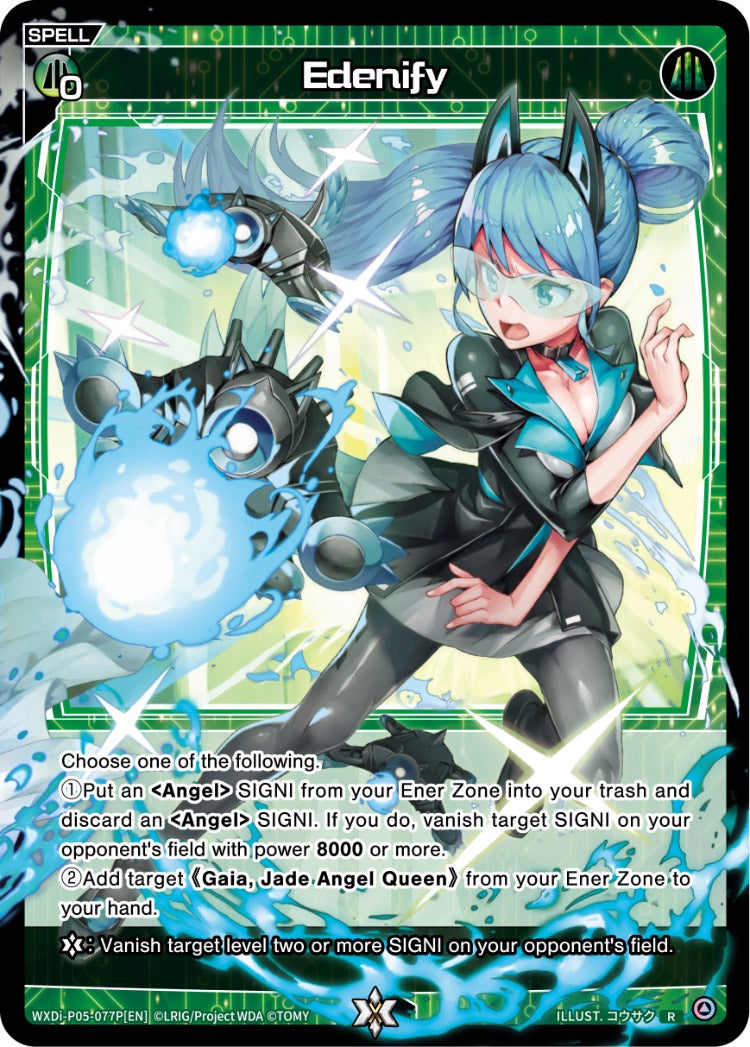 SPELL
0
Edenify
Choose one of the following.
①Put an <Angel> SIGNI from your Ener Zone into your trash and
discard an <Angel> SIGNI. If you do, vanish target SIGNI on your
opponent's field with power 8000 or more.
②Add target 《Gaia, Jade Angel Queen》 from your Ener Zone to
your hand.
: Vanish target level two or more SIGNI on your opponent's field.
WXDi-P05-077P[EN] ©LRIG/Project WDA ©TOMY
ILLUST. コウサク R